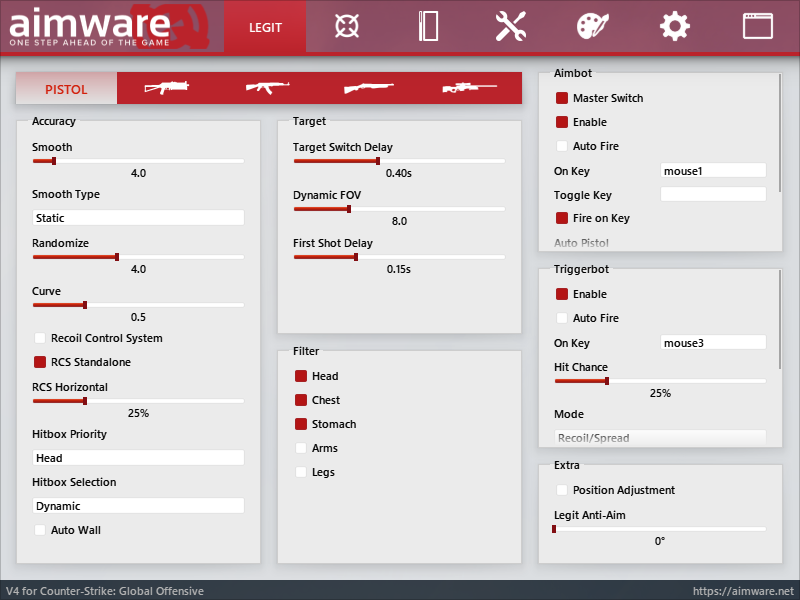 aimware
ONE STEP AHEAD OF THE GAME
LEGIT
PISTOL
Accuracy
Smooth
4.0
Smooth Type
Static
Randomize
4.0
Curve
0.5
Recoil Control System
RCS Standalone
RCS Horizontal
25%
Hitbox Priority
Head
Hitbox Selection
Dynamic
Auto Wall
Target
Target Switch Delay
0.40s
Dynamic FOV
8.0
First Shot Delay
0.15s
Filter
Head
Chest
Stomach
Arms
Legs
Aimbot
Master Switch
Enable
Auto Fire
On Key mouse1
Toggle Key
Fire on Key
Auto Pistol
Triggerbot
Enable
Auto Fire
On Key mouse3
Hit Chance
25%
Mode
Recoil/Spread
Extra
Position Adjustment
Legit Anti-Aim
0°
V4 for Counter-Strike: Global Offensive
https://aimware.net